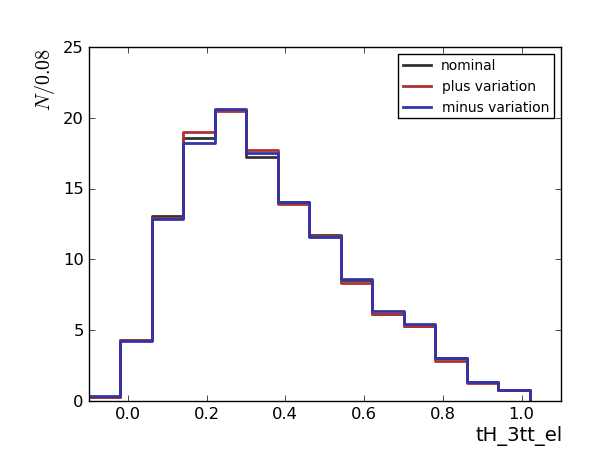 N/0.08
25
20
15
10
5
0
nominal
plus variation
minus variation
0.0 0.2 0.4 0.6 0.8 1.0
tH_3tt_el